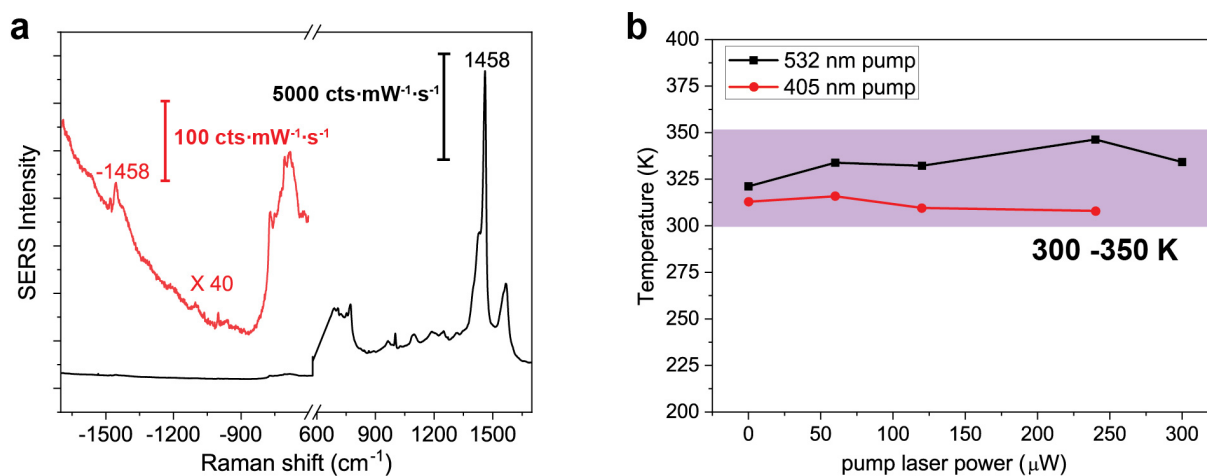 a
SERS Intensity
5000 cts·mW⁻¹·s⁻¹
1458
100 cts·mW⁻¹·s⁻¹
-1458
X 40
-1500 -1200 -900 600 900 1200 1500
Raman shift (cm⁻¹)
b
Temperature (K)
400
375
350
325
300
275
250
225
200
532 nm pump
405 nm pump
300 -350 K
0 50 100 150 200 250 300
pump laser power (μW)